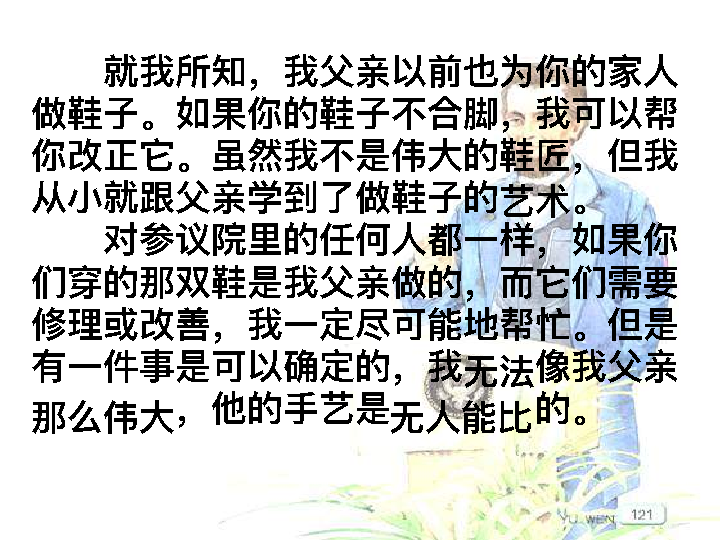 就我所知，我父亲以前也为你的家人
做鞋子。如果你的鞋子不合脚，我可以帮
你改正它。虽然我不是伟大的鞋匠，但我
从小就跟父亲学到了做鞋子的艺术。
对参议院里的任何人都一样，如果你
们穿的那双鞋是我父亲做的，而它们需要
修理或改善，我一定尽可能地帮忙。但是
有一件事是可以确定的，我无法像我父亲
那么伟大，他的手艺是无人能比的。
YU WEN 121